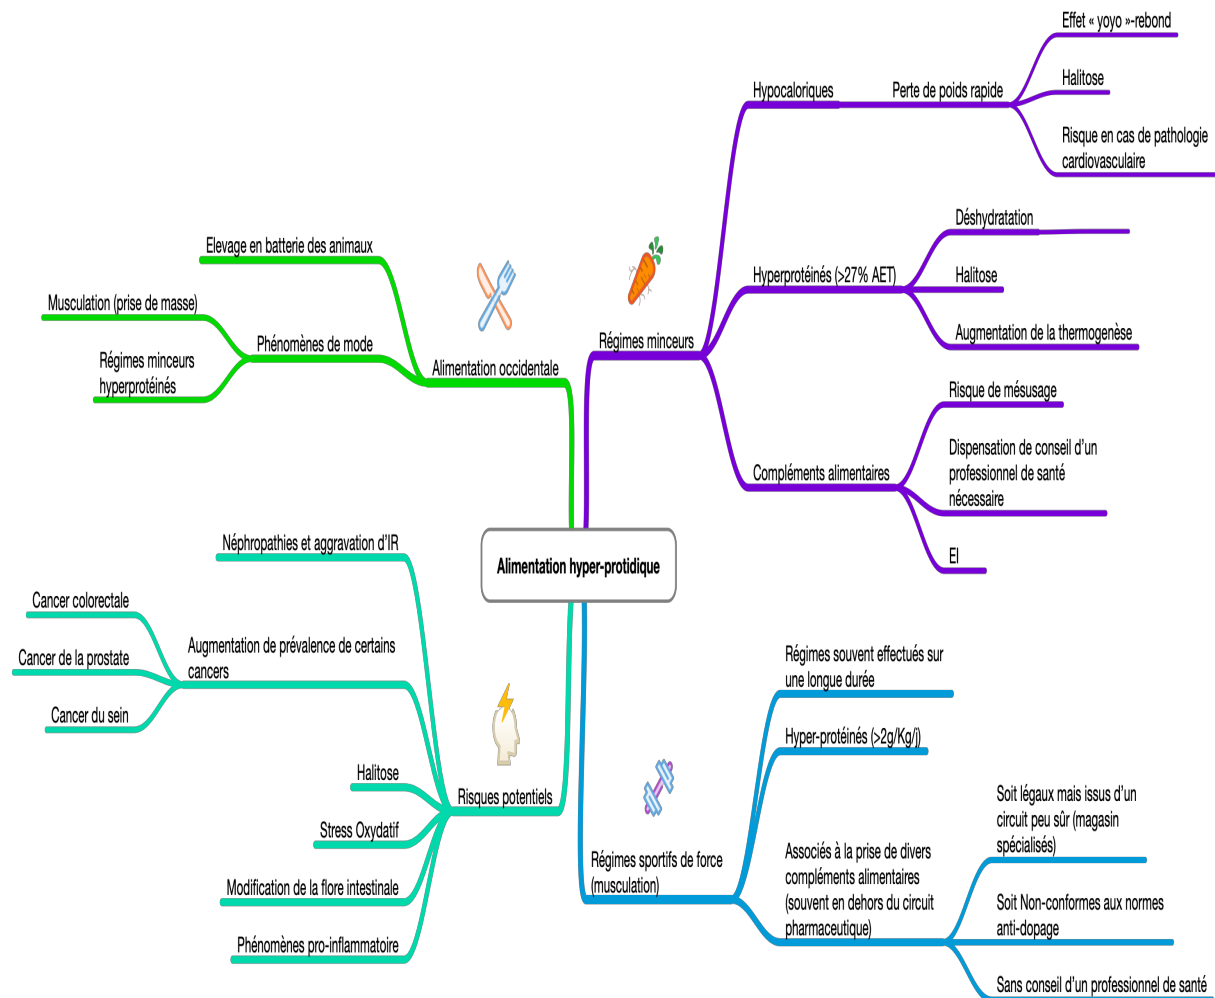 Alimentation hyper-protidique
Alimentation occidentale
Elevage en batterie des animaux
Phénomènes de mode
Musculation (prise de masse)
Régimes minceurs
hyperprotéinés
Régimes minceurs
Hypocaloriques
Perte de poids rapide
Effet « yoyo »-rebond
Halitose
Risque en cas de pathologie
cardiovasculaire
Hyperprotéinés (>27% AET)
Déshydratation
Halitose
Augmentation de la thermogenèse
Compléments alimentaires
Risque de mésusage
Dispensation de conseil d’un
professionnel de santé
nécessaire
EI
Risques potentiels
Néphropathies et aggravation d’IR
Augmentation de prévalence de certains
cancers
Cancer colorectale
Cancer de la prostate
Cancer du sein
Halitose
Stress Oxydatif
Modification de la flore intestinale
Phénomènes pro-inflammatoire
Régimes sportifs de force
(musculation)
Régimes souvent effectués sur
une longue durée
Hyper-protéinés (>2g/Kg/j)
Associés à la prise de divers
compléments alimentaires
(souvent en dehors du circuit
pharmaceutique)
Soit légaux mais issus d’un
circuit peu sûr (magasin
spécialisés)
Soit Non-conformes aux normes
anti-dopage
Sans conseil d’un professionnel de santé